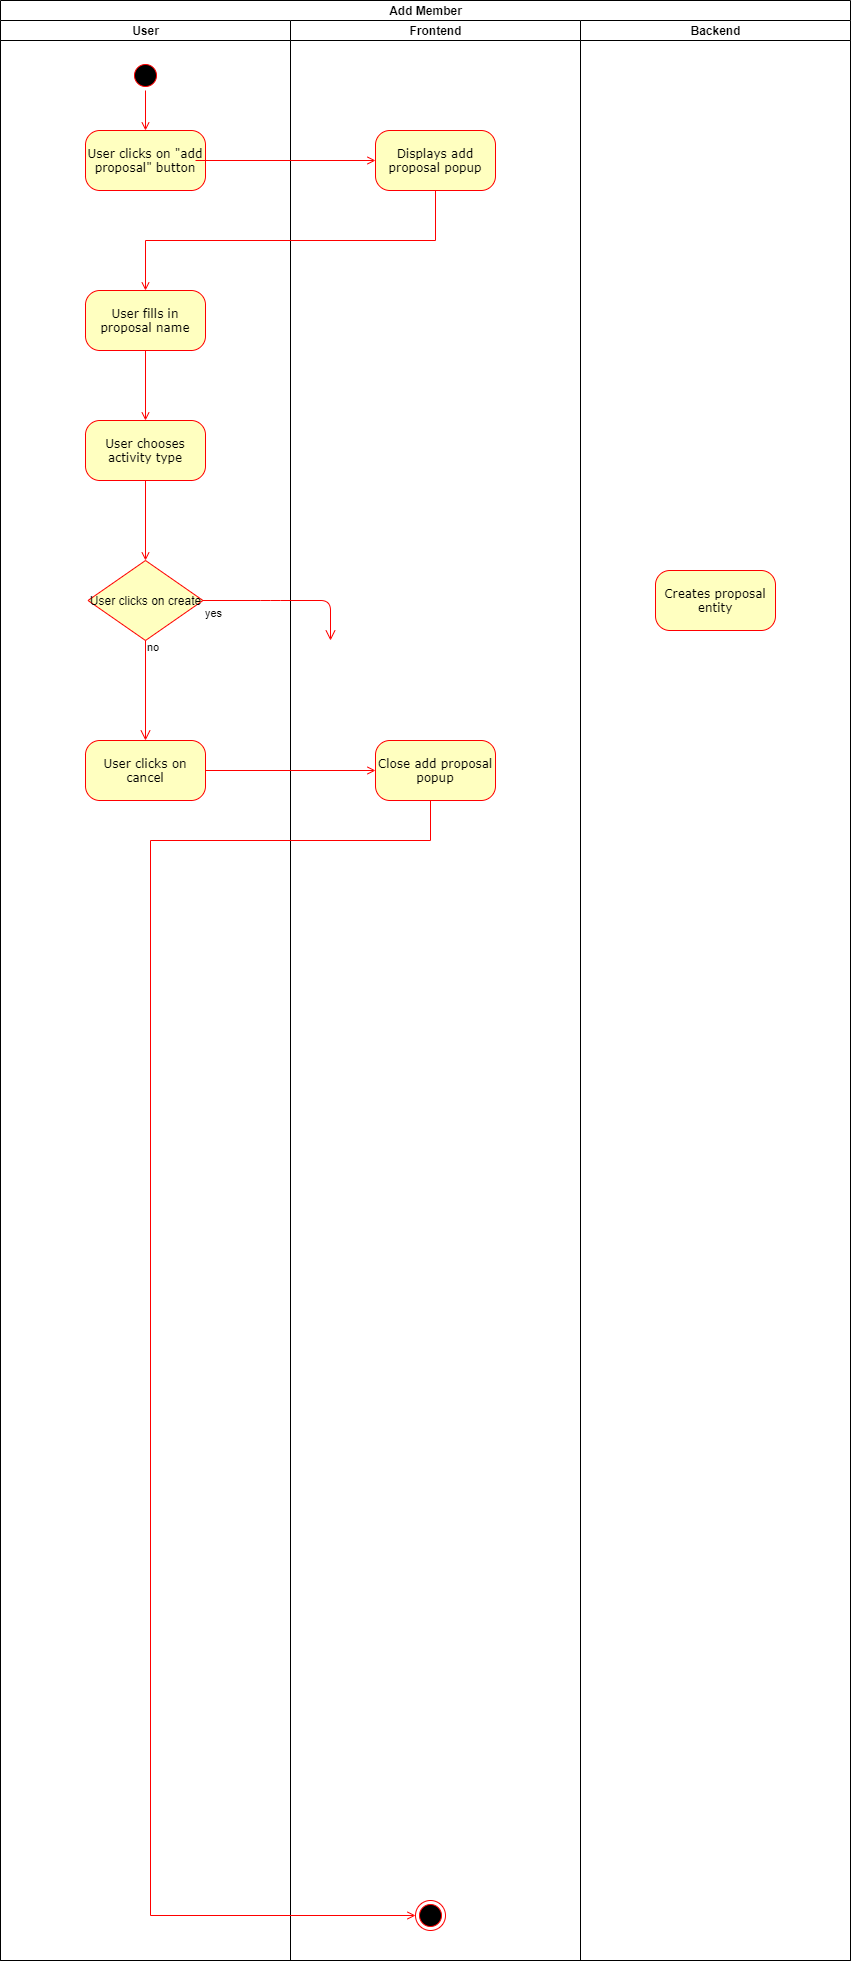 Add Member
User
Frontend
Backend
User clicks on "add
proposal" button
Displays add
proposal popup
User fills in
proposal name
User chooses
activity type
User clicks on create
yes
no
Creates proposal
entity
User clicks on
cancel
Close add proposal
popup